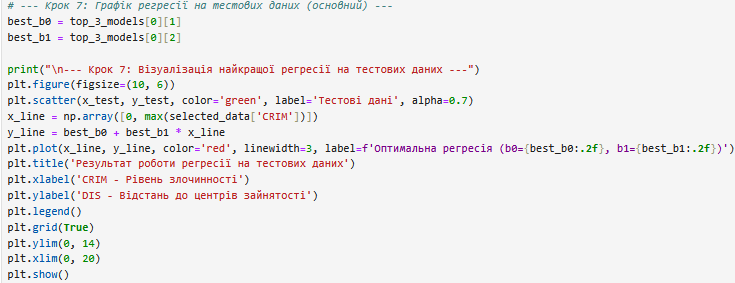 # --- Крок 7: Графік регресії на тестових даних (основний) ---
best_b0 = top_3_models[0][1]
best_b1 = top_3_models[0][2]

print("\n--- Крок 7: Візуалізація найкращої регресії на тестових даних ---")
plt.figure(figsize=(10, 6))
plt.scatter(x_test, y_test, color='green', label='Тестові дані', alpha=0.7)
x_line = np.array([0, max(selected_data['CRIM'])])
y_line = best_b0 + best_b1 * x_line
plt.plot(x_line, y_line, color='red', linewidth=3, label=f'Оптимальна регресія (b0={best_b0:.2f}, b1={best_b1:.2f})')
plt.title('Результат роботи регресії на тестових даних')
plt.xlabel('CRIM - Рівень злочинності')
plt.ylabel('DIS - Відстань до центрів зайнятості')
plt.legend()
plt.grid(True)
plt.ylim(0, 14)
plt.xlim(0, 20)
plt.show()